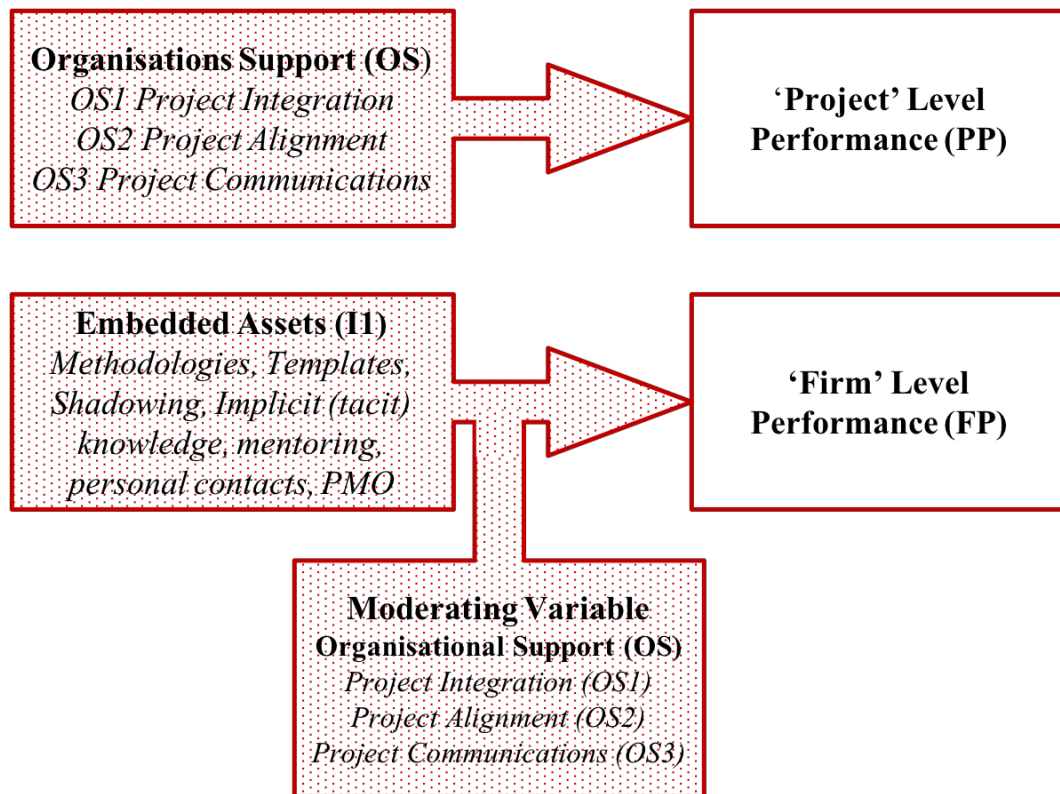 Organisations Support (OS)
OS1 Project Integration
OS2 Project Alignment
OS3 Project Communications
‘Project’ Level
Performance (PP)
Embedded Assets (I1)
Methodologies, Templates,
Shadowing, Implicit (tacit)
knowledge, mentoring,
personal contacts, PMO
‘Firm’ Level
Performance (FP)
Moderating Variable
Organisational Support (OS)
Project Integration (OS1)
Project Alignment (OS2)
Project Communications (OS3)